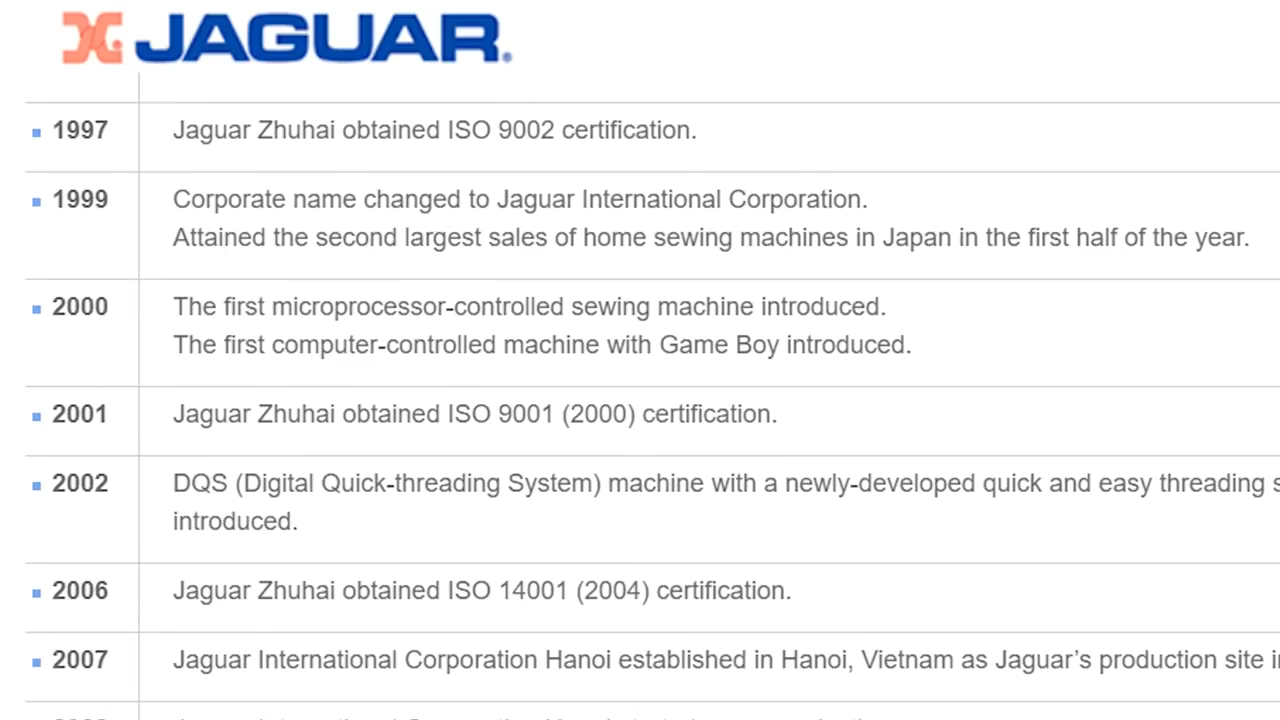 JAGUAR®
1997 Jaguar Zhuhai obtained ISO 9002 certification.
1999 Corporate name changed to Jaguar International Corporation.
Attained the second largest sales of home sewing machines in Japan in the first half of the year.
2000 The first microprocessor-controlled sewing machine introduced.
The first computer-controlled machine with Game Boy introduced.
2001 Jaguar Zhuhai obtained ISO 9001 (2000) certification.
2002 DQS (Digital Quick-threading System) machine with a newly-developed quick and easy threading
introduced.
2006 Jaguar Zhuhai obtained ISO 14001 (2004) certification.
2007 Jaguar International Corporation Hanoi established in Hanoi, Vietnam as Jaguar’s production site